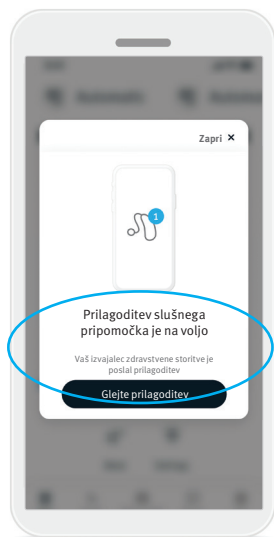 Zapri ×
1
Prilagoditev slušnega
pripomočka je na voljo
Vaš izvajalec zdravstvene storitve je
poslal prilagoditev
Glejte prilagoditev